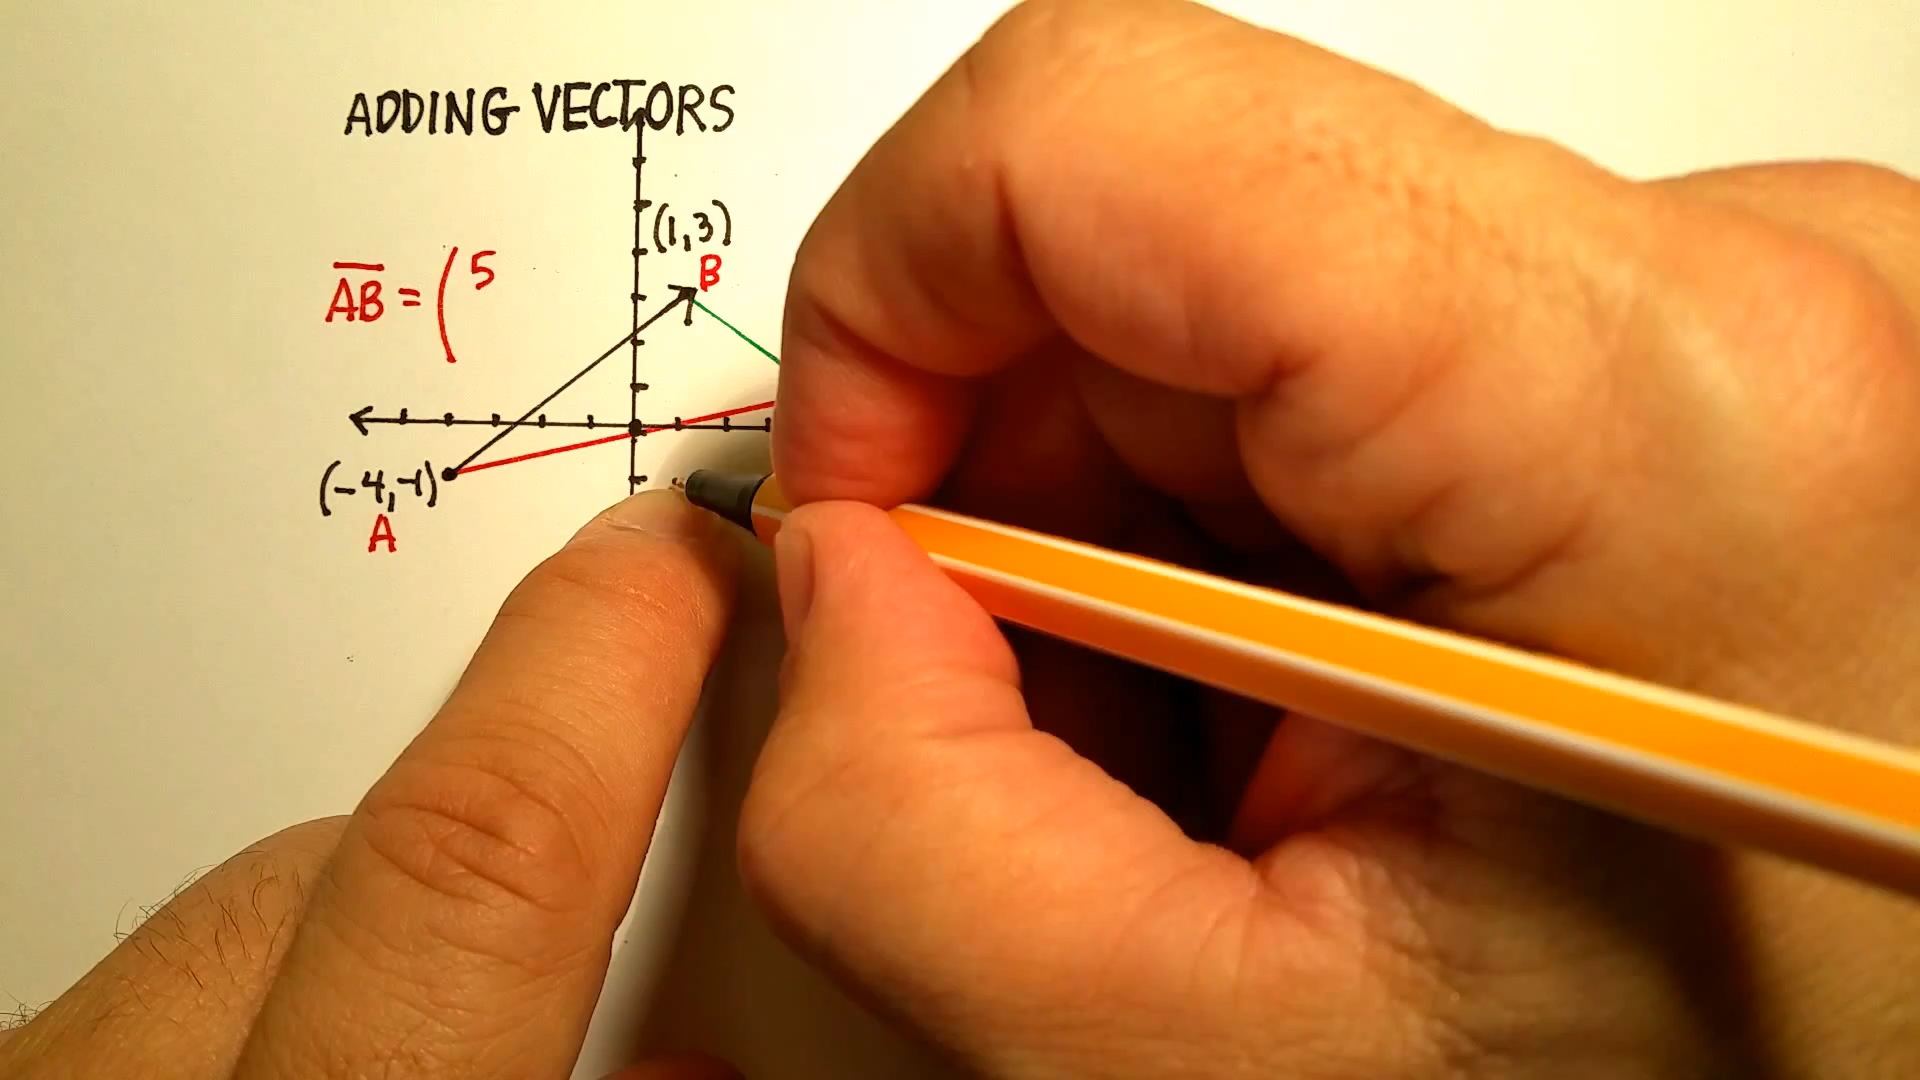 ADDING VECTORS
(1,3)
B
AB = ( 5
(-4,-1)
A